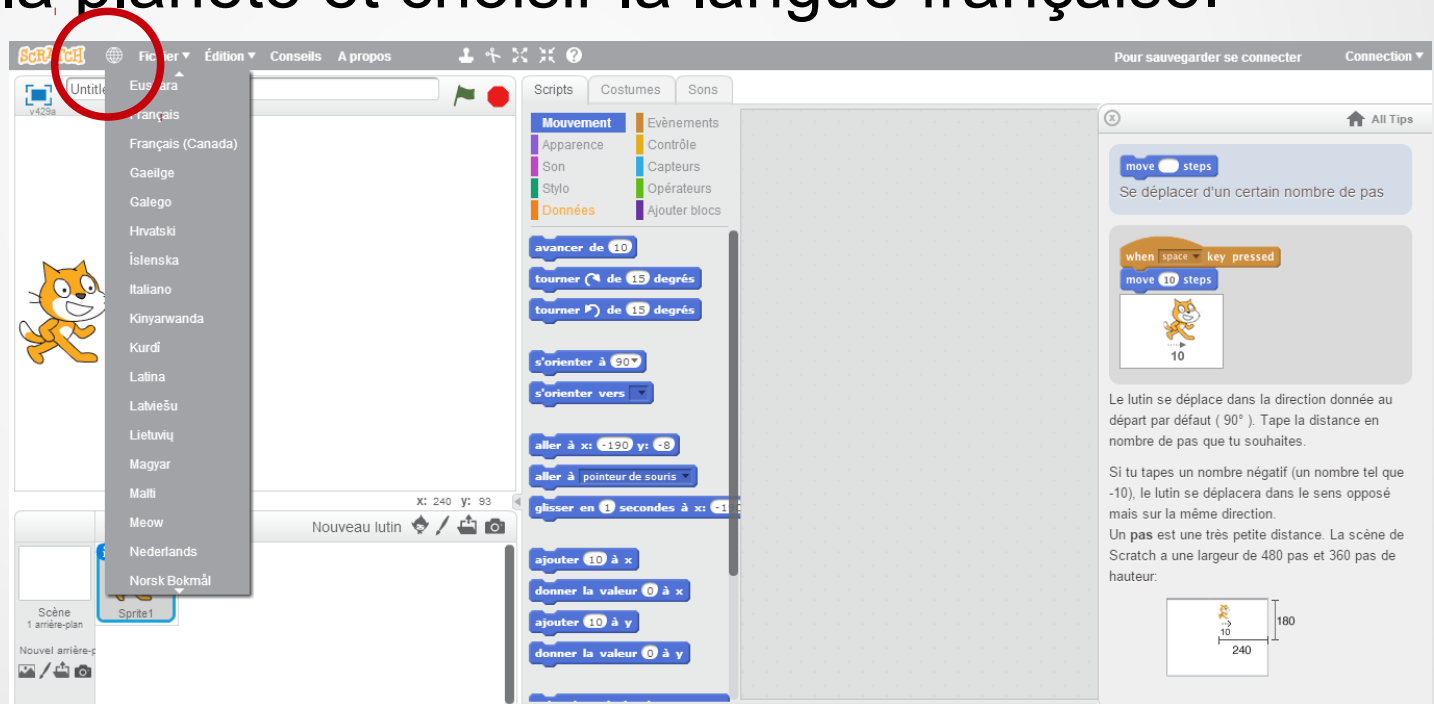 la planète et choisir la langue française.
SCRATCH Fichier Édition Conseils A propos Pour sauvegarder se connecter Connection
v429a
Euskara
Français
Français (Canada)
Gaeilge
Galego
Hrvatski
Íslenska
Italiano
Kinyarwanda
Kurdî
Latina
Latviešu
Lietuvių
Magyar
Malti
Meow
Nederlands
Norsk Bokmål
X: 240 y: 93
Nouveau lutin
Scène
1 arrière-plan
Sprite1
Scripts Costumes Sons
Mouvement Evènements
Apparence Contrôle
Son Capteurs
Stylo Opérateurs
Données Ajouter blocs
avancer de 10
tourner de 15 degrés
tourner de 15 degrés
s'orienter à 90
s'orienter vers
aller à x: -190 y: -8
aller à pointeur de souris
glisser en 1 secondes à x:
ajouter 10 à x
donner la valeur 0 à x
ajouter 10 à y
donner la valeur 0 à y
All Tips
move steps
Se déplacer d'un certain nombre de pas
when space key pressed
move 10 steps
10
Le lutin se déplace dans la direction donnée au
départ par défaut ( 90° ). Tape la distance en
nombre de pas que tu souhaites.
Si tu tapes un nombre négatif (un nombre tel que
-10), le lutin se déplacera dans le sens opposé
mais sur la même direction.
Un pas est une très petite distance. La scène de
Scratch a une largeur de 480 pas et 360 pas de
hauteur:
10
180
240